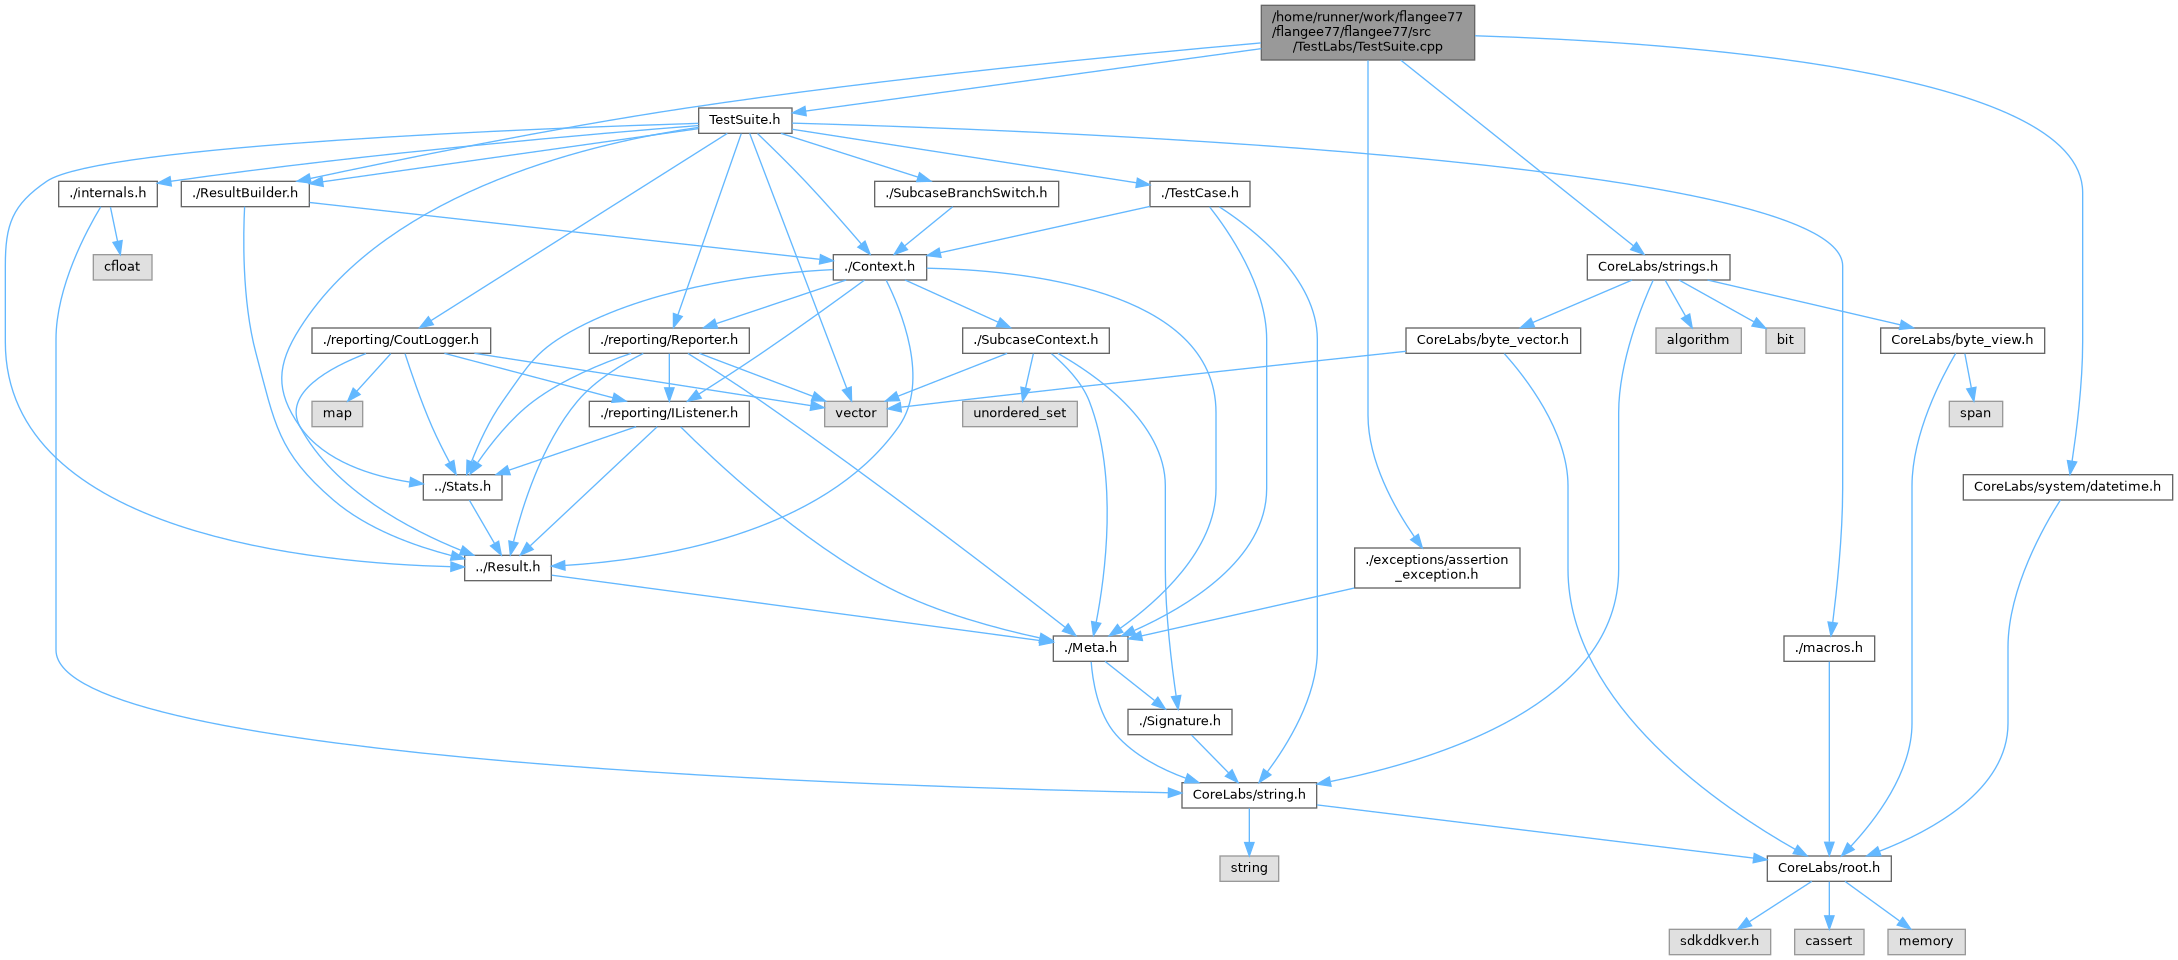 /home/runner/work/flangee77
/flangee77/flangee77/src
/TestLabs/TestSuite.cpp
TestSuite.h
./internals.h
./ResultBuilder.h
./SubcaseBranchSwitch.h
./TestCase.h
cfloat
./Context.h
CoreLabs/strings.h
./reporting/CoutLogger.h
./reporting/Reporter.h
./SubcaseContext.h
CoreLabs/byte_vector.h
algorithm
bit
CoreLabs/byte_view.h
map
./reporting/IListener.h
vector
unordered_set
span
../Stats.h
CoreLabs/system/datetime.h
../Result.h
./exceptions/assertion
_exception.h
./Meta.h
./macros.h
./Signature.h
CoreLabs/string.h
string
CoreLabs/root.h
sdkddkver.h
cassert
memory